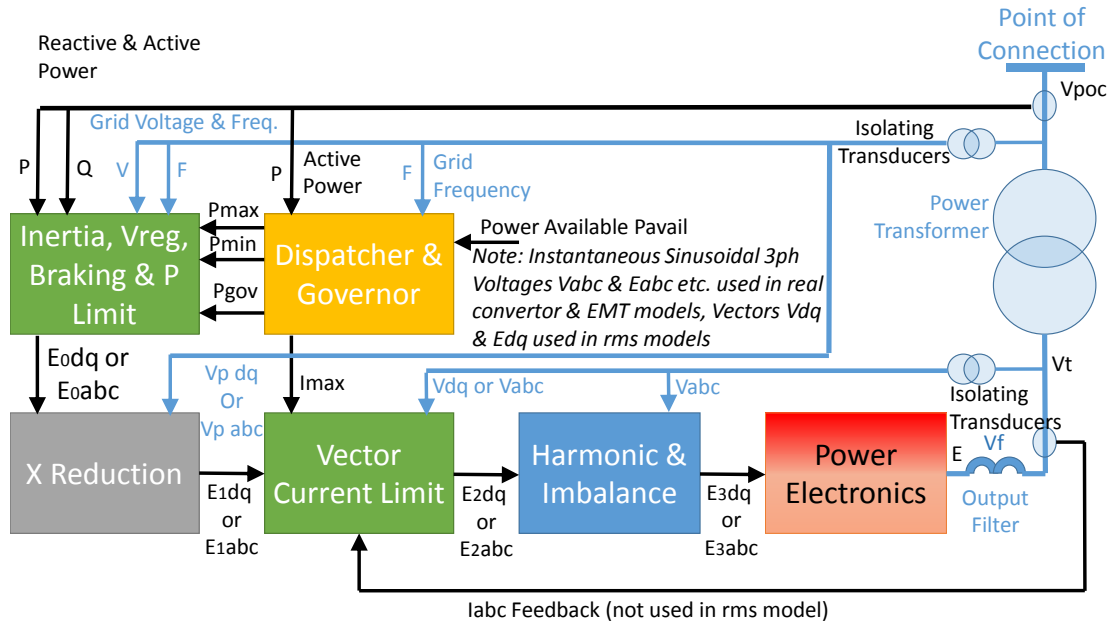 Reactive & Active
Power
Point of
Connection
Vpoc
Grid Voltage & Freq.
Isolating
Transducers
P
Q
V
F
P
Active
Power
F
Grid
Frequency
Power
Transformer
Pmax
Pmin
Pgov
Inertia, Vreg,
Braking & P
Limit
Dispatcher &
Governor
Power Available Pavail
Note: Instantaneous Sinusoidal 3ph
Voltages Vabc & Eabc etc. used in real
convertor & EMT models, Vectors Vdq
& Edq used in rms models
E0dq or
E0abc
Vp dq
Or
Vp abc
Imax
Vdq or Vabc
Vabc
Vt
Isolating
Transducers
X Reduction
E1dq
or
E1abc
Vector
Current Limit
E2dq
or
E2abc
Harmonic &
Imbalance
E3dq
or
E3abc
Power
Electronics
E
Vf
Output
Filter
Iabc Feedback (not used in rms model)